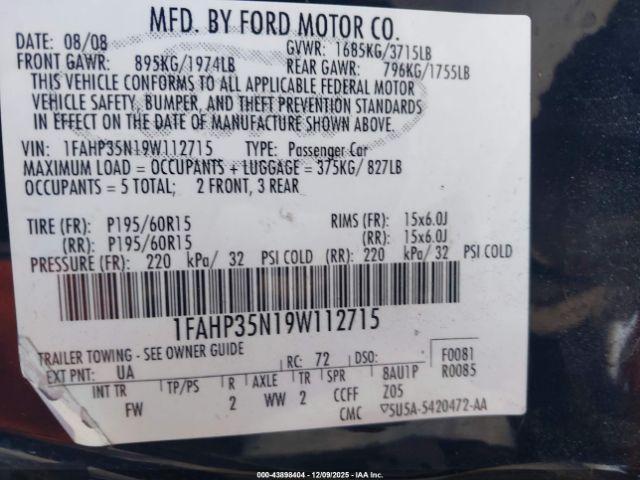 MFD. BY FORD MOTOR CO.
DATE: 08/08 GVWR: 1685KG/3715LB
FRONT GAWR: 895KG/1974LB REAR GAWR: 796KG/1755LB
THIS VEHICLE CONFORMS TO ALL APPLICABLE FEDERAL MOTOR
VEHICLE SAFETY, BUMPER, AND THEFT PREVENTION STANDARDS
IN EFFECT ON THE DATE OF MANUFACTURE SHOWN ABOVE.
VIN: 1FAHP35N19W112715 TYPE: Passenger Car
MAXIMUM LOAD = OCCUPANTS + LUGGAGE = 375KG/ 827LB
OCCUPANTS = 5 TOTAL; 2 FRONT, 3 REAR
TIRE (FR): P195/60R15 RIMS (FR): 15x6.0J
(RR): P195/60R15 (RR): 15x6.0J
PRESSURE (FR): 220 kPa/ 32 PSI COLD (RR): 220 kPa/ 32 PSI COLD
1FAHP35N19W112715
TRAILER TOWING - SEE OWNER GUIDE
EXT PNT: UA RC: 72 DSO: F0081
INT TR TP/PS R AXLE TR SPR 8AU1P R0085
FW 2 WW 2 CCFF Z05
CMC ▽5U5A-5420472-AA
000-43898404 - 12/09/2025 - IAA Inc.